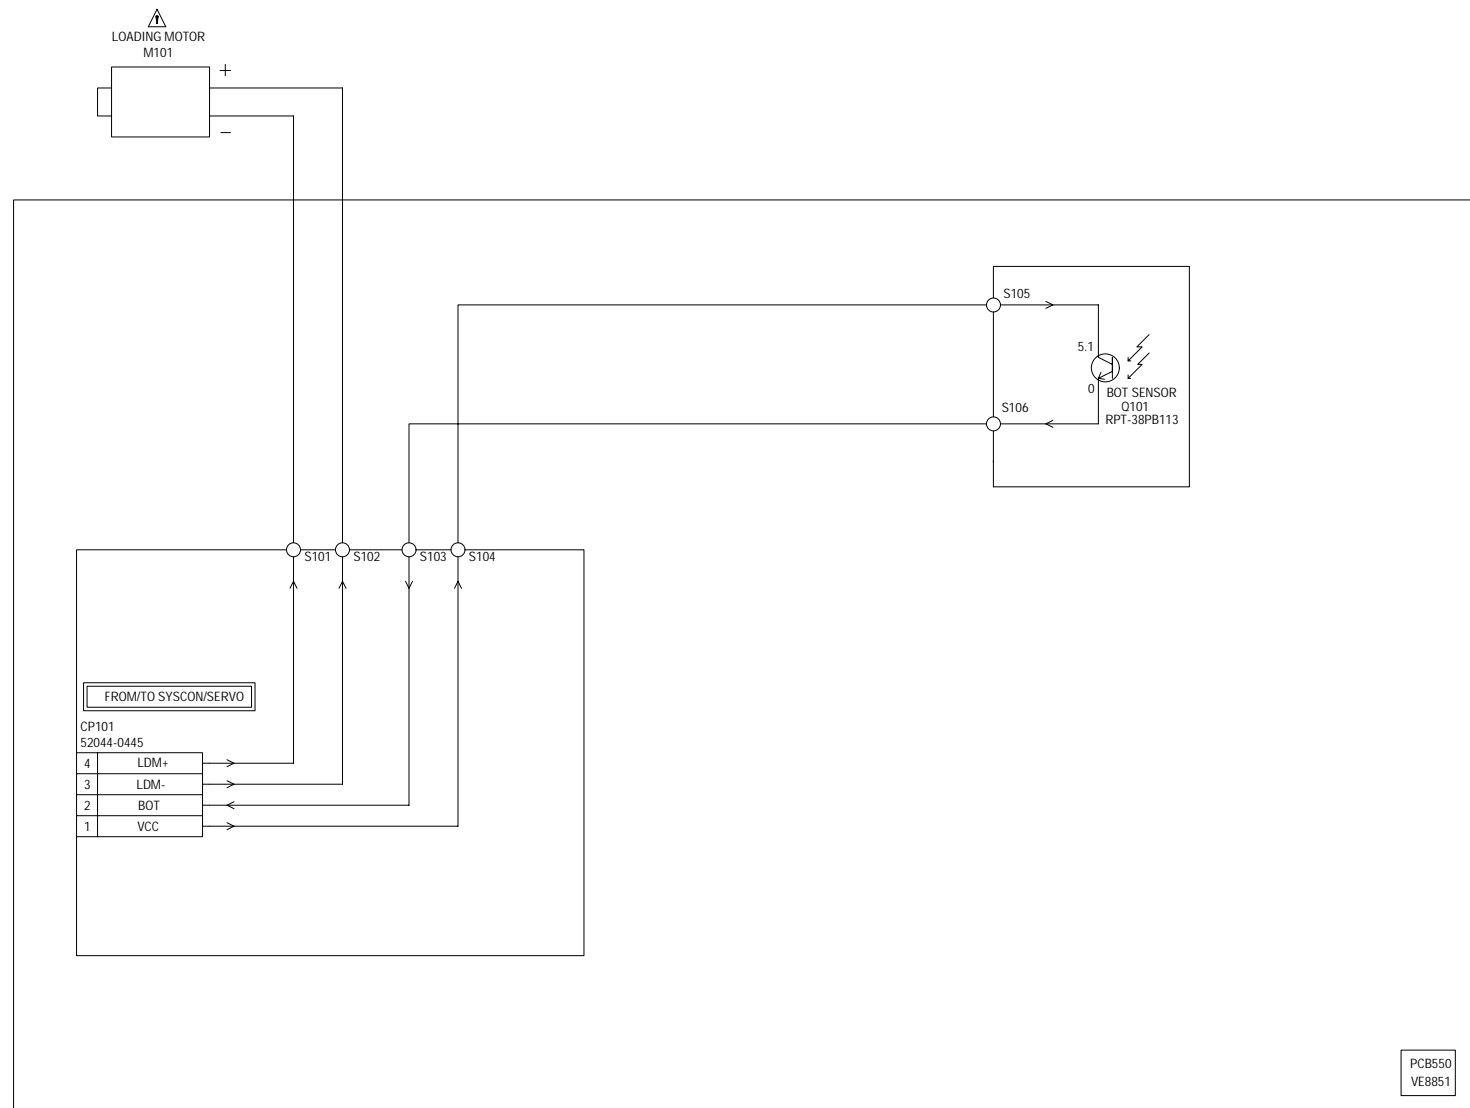 LOADING MOTOR
M101
+
−
S105
5.1
0
BOT SENSOR
Q101
RPT-38PB113
S106
S101
S102
S103
S104
FROM/TO SYSCON/SERVO
CP101
52044-0445
4 LDM+
3 LDM-
2 BOT
1 VCC
PCB550
VE8851